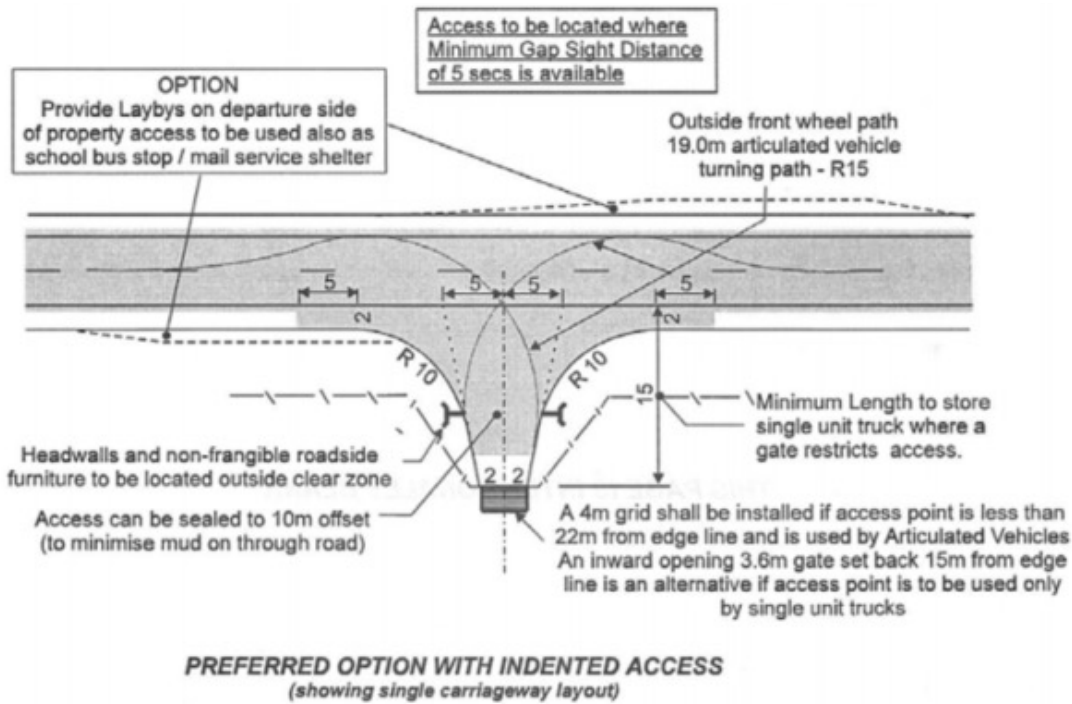 Access to be located where
Minimum Gap Sight Distance
of 5 secs is available
OPTION
Provide Laybys on departure side
of property access to be used also as
school bus stop / mail service shelter
Outside front wheel path
19.0m articulated vehicle
turning path - R15
5
5
5
5
2
2
R 10
R 10
15
Minimum Length to store
single unit truck where a
gate restricts access.
Headwalls and non-frangible roadside
furniture to be located outside clear zone
2 2
Access can be sealed to 10m offset
(to minimise mud on through road)
A 4m grid shall be installed if access point is less than
22m from edge line and is used by Articulated Vehicles
An inward opening 3.6m gate set back 15m from edge
line is an alternative if access point is to be used only
by single unit trucks
PREFERRED OPTION WITH INDENTED ACCESS
(showing single carriageway layout)